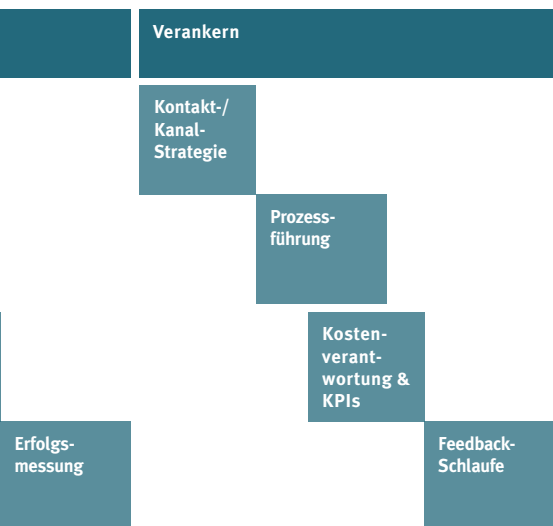 Verankern
Kontakt-/
Kanal-
Strategie
Prozess-
führung
Kosten-
verant-
wortung &
KPIs
Erfolgs-
messung
Feedback-
Schlaufe